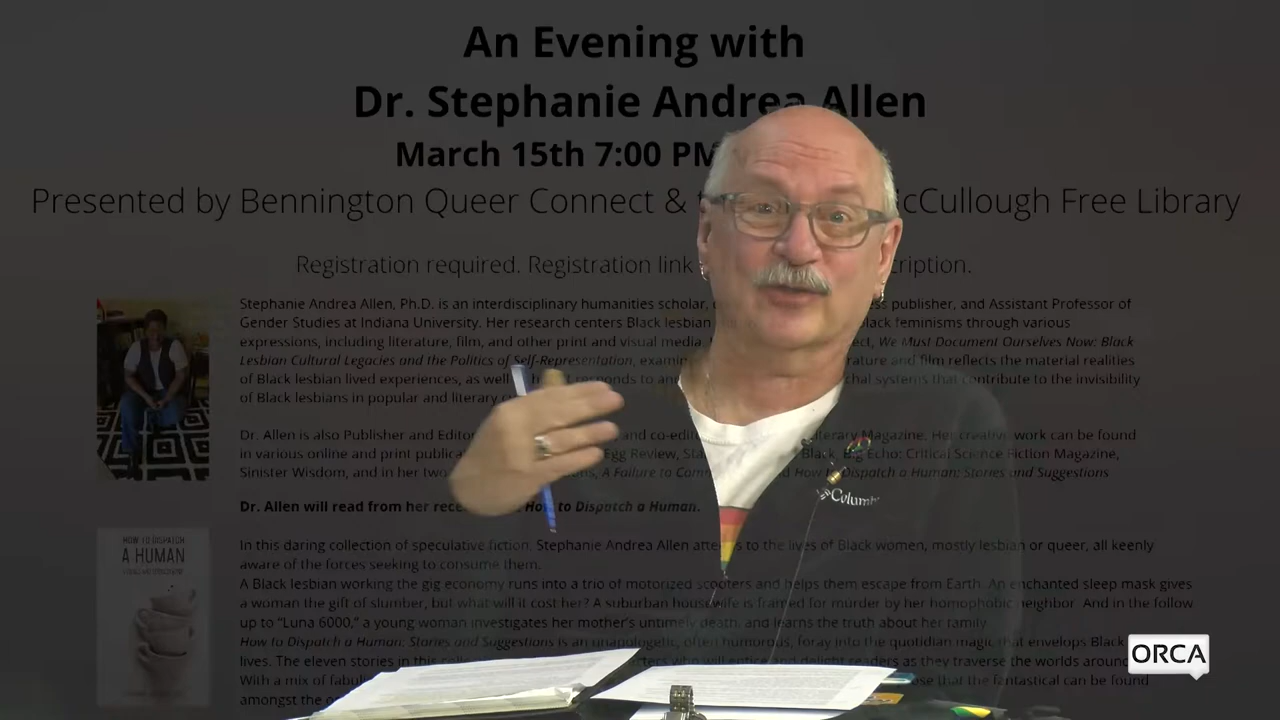 An Evening with
Dr. Stephanie Andrea Allen
March 15th 7:00 PM
Presented by Bennington Queer Connect & cCullough Free Library
Registration required. Registration link
Stephanie Andrea Allen, Ph.D. is an interdisciplinary humanities scholar, publisher, and Assistant Professor of
Gender Studies at Indiana University. Her research centers Black lesbian black feminisms through various
expressions, including literature, film, and other print and visual media. We Must Document Ourselves Now: Black
Lesbian Cultural Legacies and the Politics of Self-Representation, and film reflects the material realities
of Black lesbian lived experiences, as well responds to systems that contribute to the invisibility
of Black lesbians in popular and literary
Dr. Allen is also Publisher and Editor and Literary Magazine. Her creative work can be found
in various online and print Egg Review, Black, Big Echo: Critical Science Fiction Magazine,
Sinister Wisdom, and in her two A Failure to How to Dispatch a Human: Stories and Suggestions
Dr. Allen will read from her How to Dispatch a Human.
HOW TO DISPATCH
A HUMAN
In this daring collection of speculative fiction, Stephanie Andrea Allen to the lives of Black women, mostly lesbian or queer, all keenly
aware of the forces seeking to consume them.
A Black lesbian working the gig economy runs into a trio of motorized scooters and helps them escape from Earth. An enchanted sleep mask gives
a woman the gift of slumber, but what will it cost her? A suburban housewife is framed for murder by her homophobic neighbor. And in the follow
up to “Luna 6000,” a young woman investigates her mother’s untimely death, and learns the truth about her family.
How to Dispatch a Human: Stories and Suggestions is an unapologetic, often humorous, foray into the quotidian magic that envelops Black
lives. The eleven stories in this who will entice and delight readers as they traverse the worlds around
With a mix of that the fantastical can be found
amongst the
Columbia
ORCA